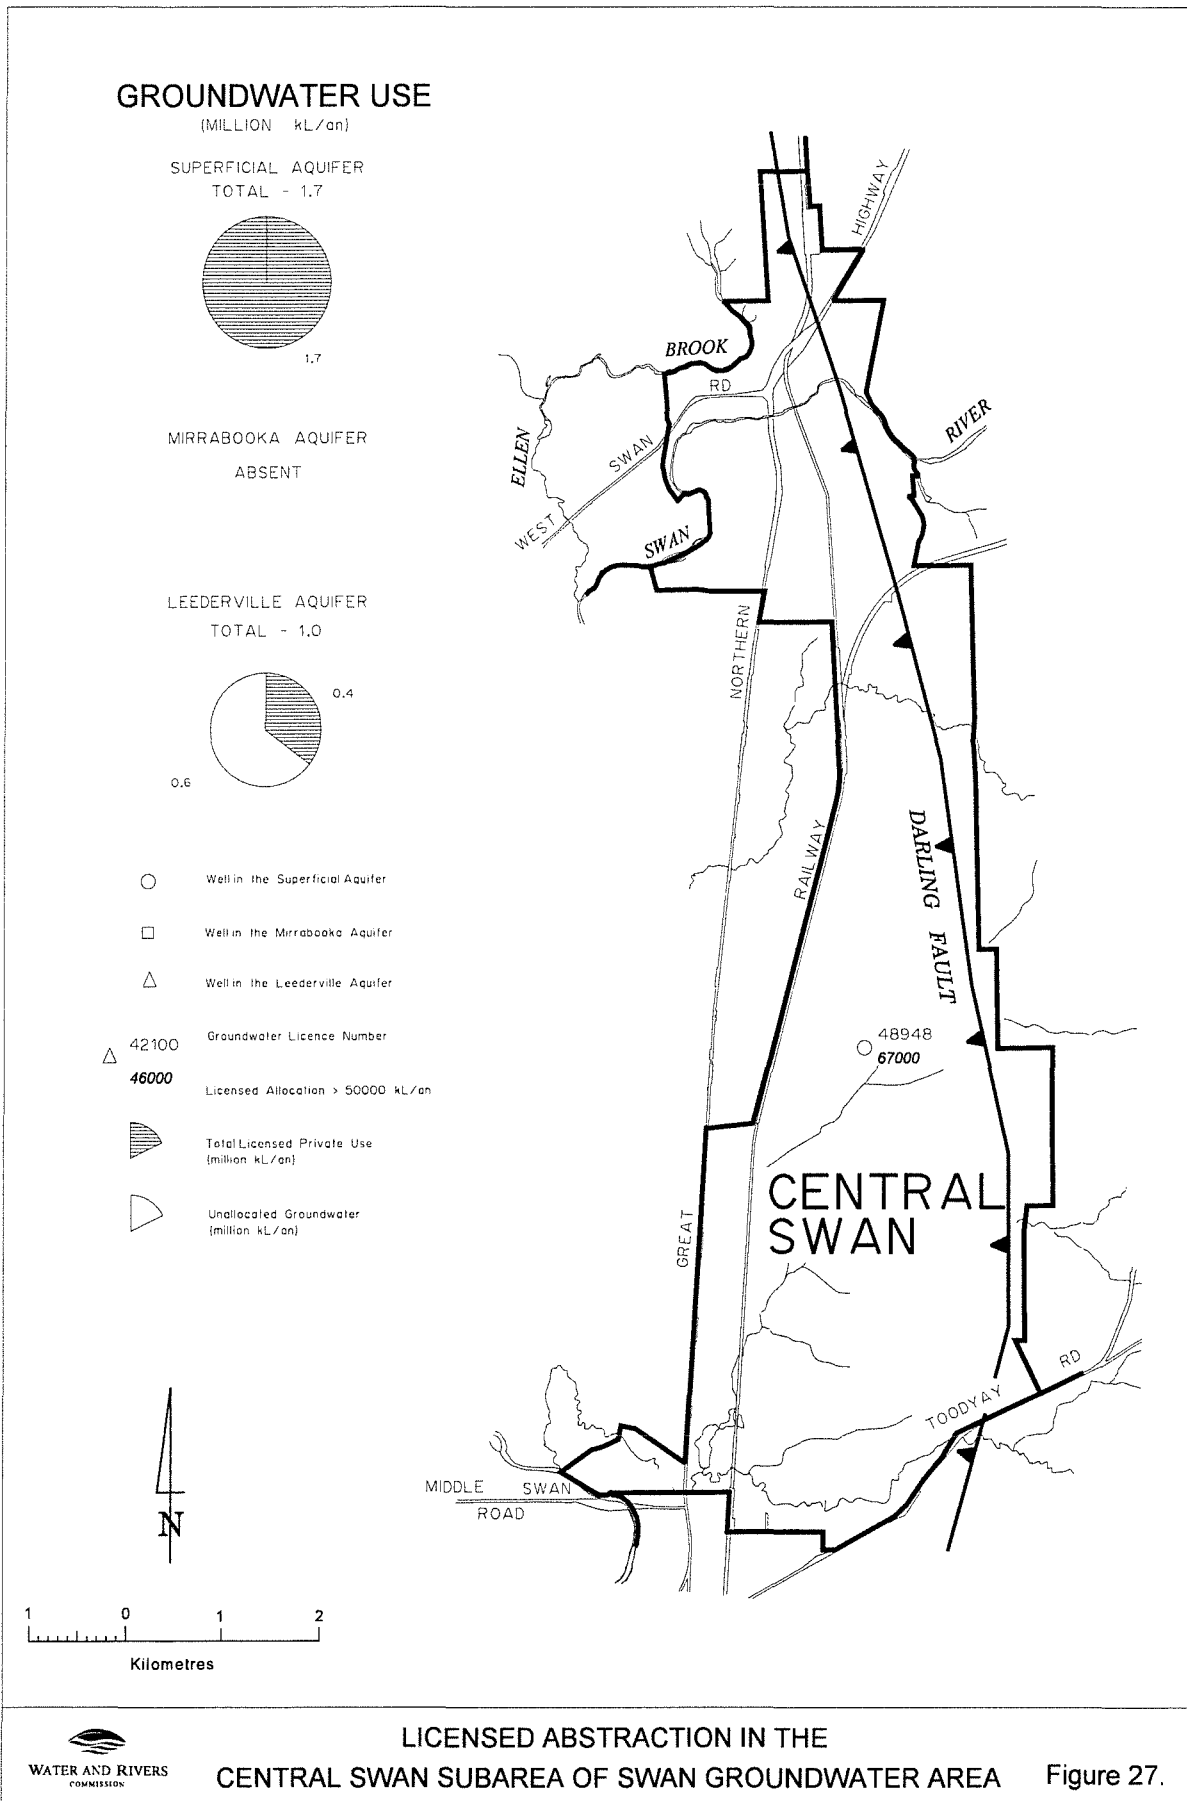 GROUNDWATER USE
(MILLION kL/an)
SUPERFICIAL AQUIFER
TOTAL - 1.7
1.7
MIRRABOOKA AQUIFER
ABSENT
LEEDERVILLE AQUIFER
TOTAL - 1.0
0.4
0.6
Well in the Superficial Aquifer
Well in the Mirrabooka Aquifer
Well in the Leederville Aquifer
42100
Groundwater Licence Number
46000
Licensed Allocation > 50000 kL/an
Total Licensed Private Use
(million kL/an)
Unallocated Groundwater
(million kL/an)
HIGHWAY
BROOK
RD
RIVER
ELLEN
SWAN
WEST
SWAN
NORTHERN
RAILWAY
DARLING FAULT
48948
67000
CENTRAL
SWAN
GREAT
RD
TOODYAY
MIDDLE SWAN
ROAD
N
1 0 1 2
Kilometres
WATER AND RIVERS
COMMISSION
LICENSED ABSTRACTION IN THE
CENTRAL SWAN SUBAREA OF SWAN GROUNDWATER AREA
Figure 27.